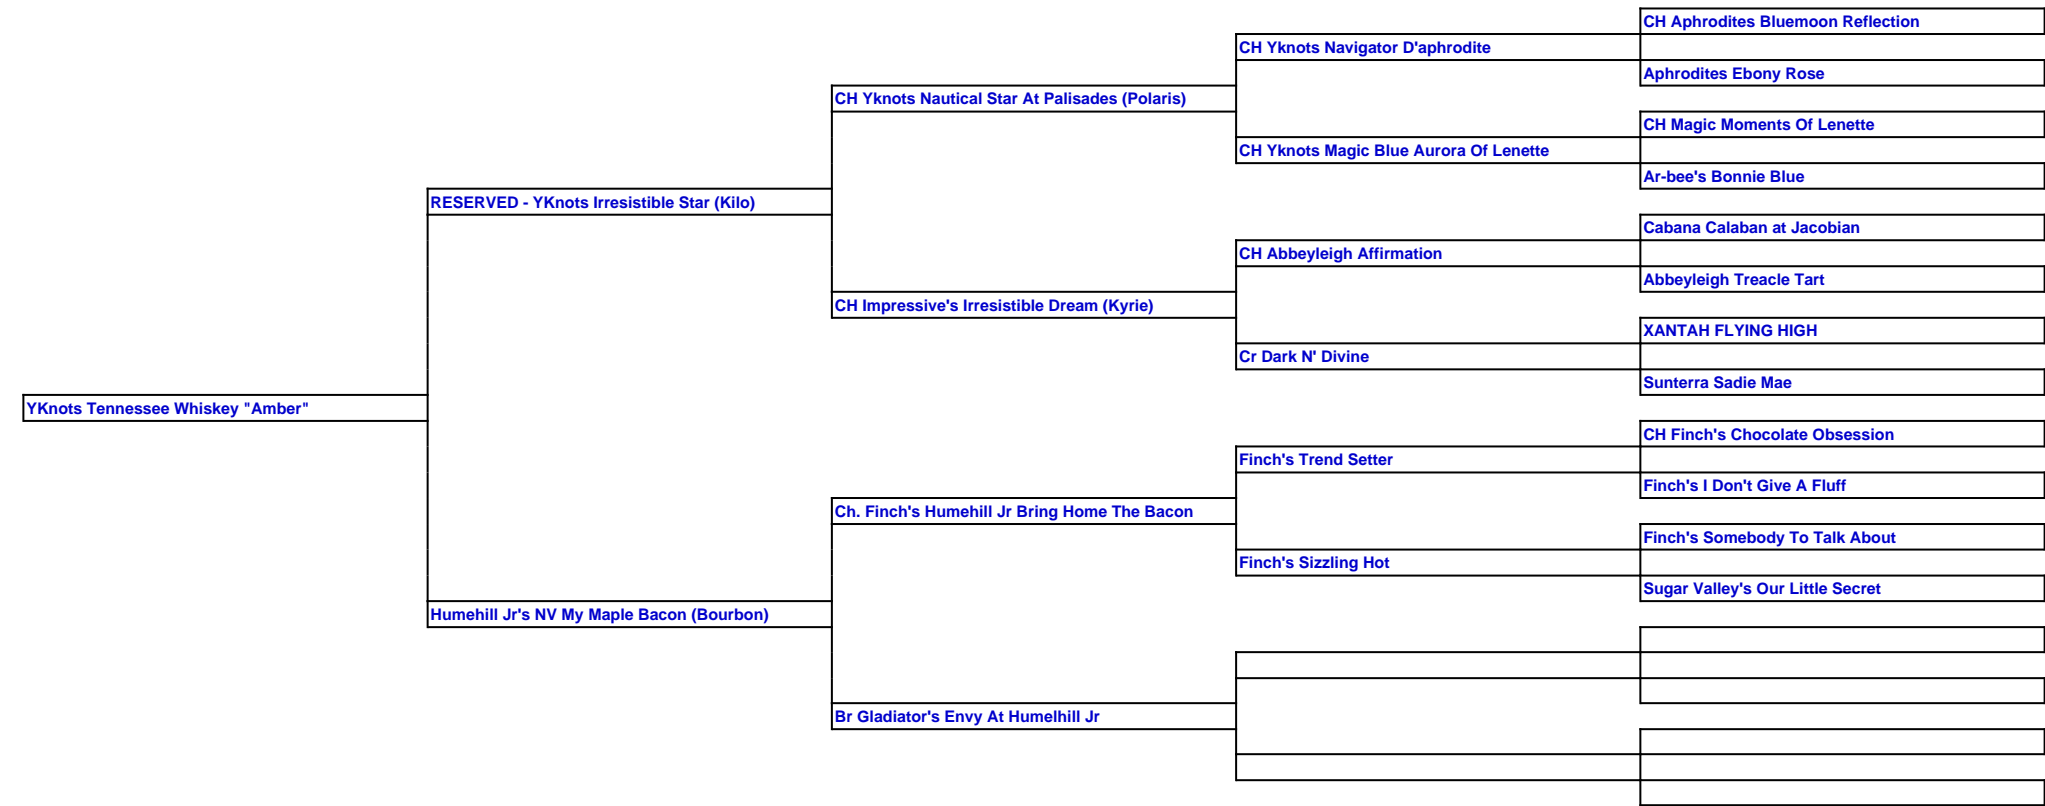 CH Aphrodites Bluemoon Reflection
CH Yknots Navigator D'aphrodite
Aphrodites Ebony Rose
CH Yknots Nautical Star At Palisades (Polaris)
CH Magic Moments Of Lenette
CH Yknots Magic Blue Aurora Of Lenette
Ar-bee's Bonnie Blue
RESERVED - YKnots Irresistible Star (Kilo)
Cabana Calaban at Jacobian
CH Abbeyleigh Affirmation
Abbeyleigh Treacle Tart
CH Impressive's Irresistible Dream (Kyrie)
XANTAH FLYING HIGH
Cr Dark N' Divine
Sunterra Sadie Mae
YKnots Tennessee Whiskey "Amber"
CH Finch's Chocolate Obsession
Finch's Trend Setter
Finch's I Don't Give A Fluff
Ch. Finch's Humehill Jr Bring Home The Bacon
Finch's Somebody To Talk About
Finch's Sizzling Hot
Sugar Valley's Our Little Secret
Humehill Jr's NV My Maple Bacon (Bourbon)
Br Gladiator's Envy At Humelhill Jr